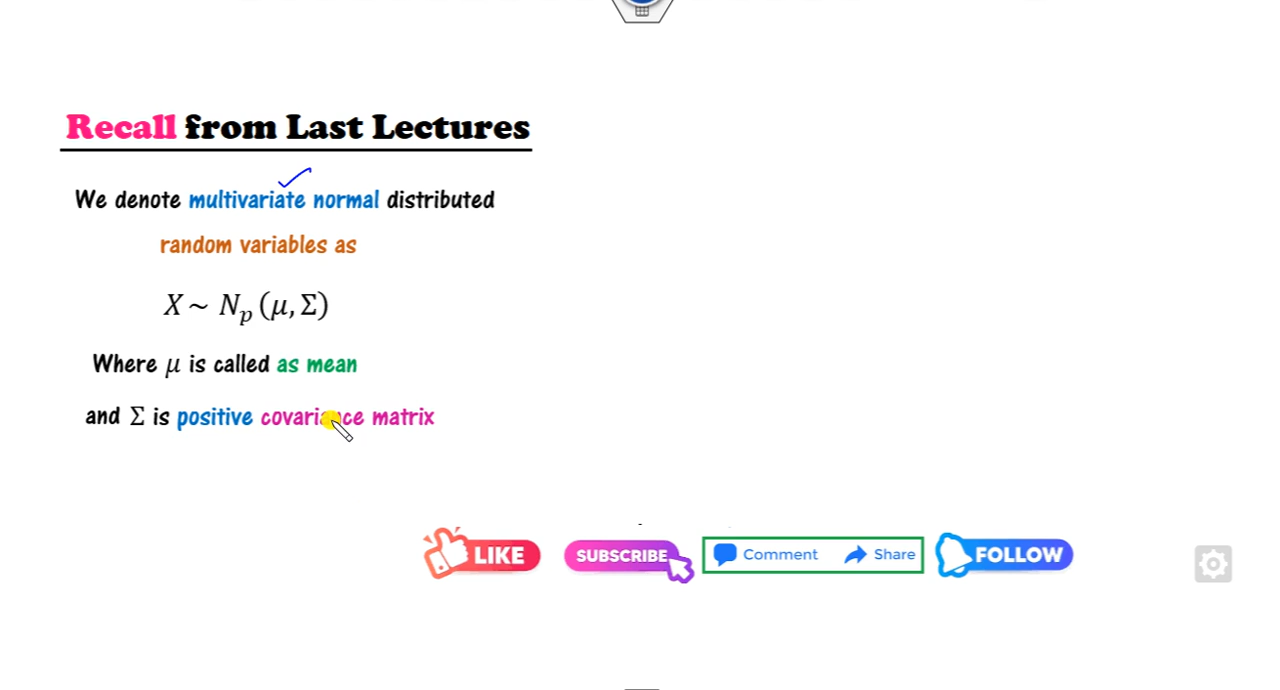 Recall from Last Lectures
We denote multivariate normal distributed
random variables as
X ~ N_p (μ, Σ)
Where μ is called as mean
and Σ is positive covariance matrix
LIKE
SUBSCRIBE
Comment Share
FOLLOW